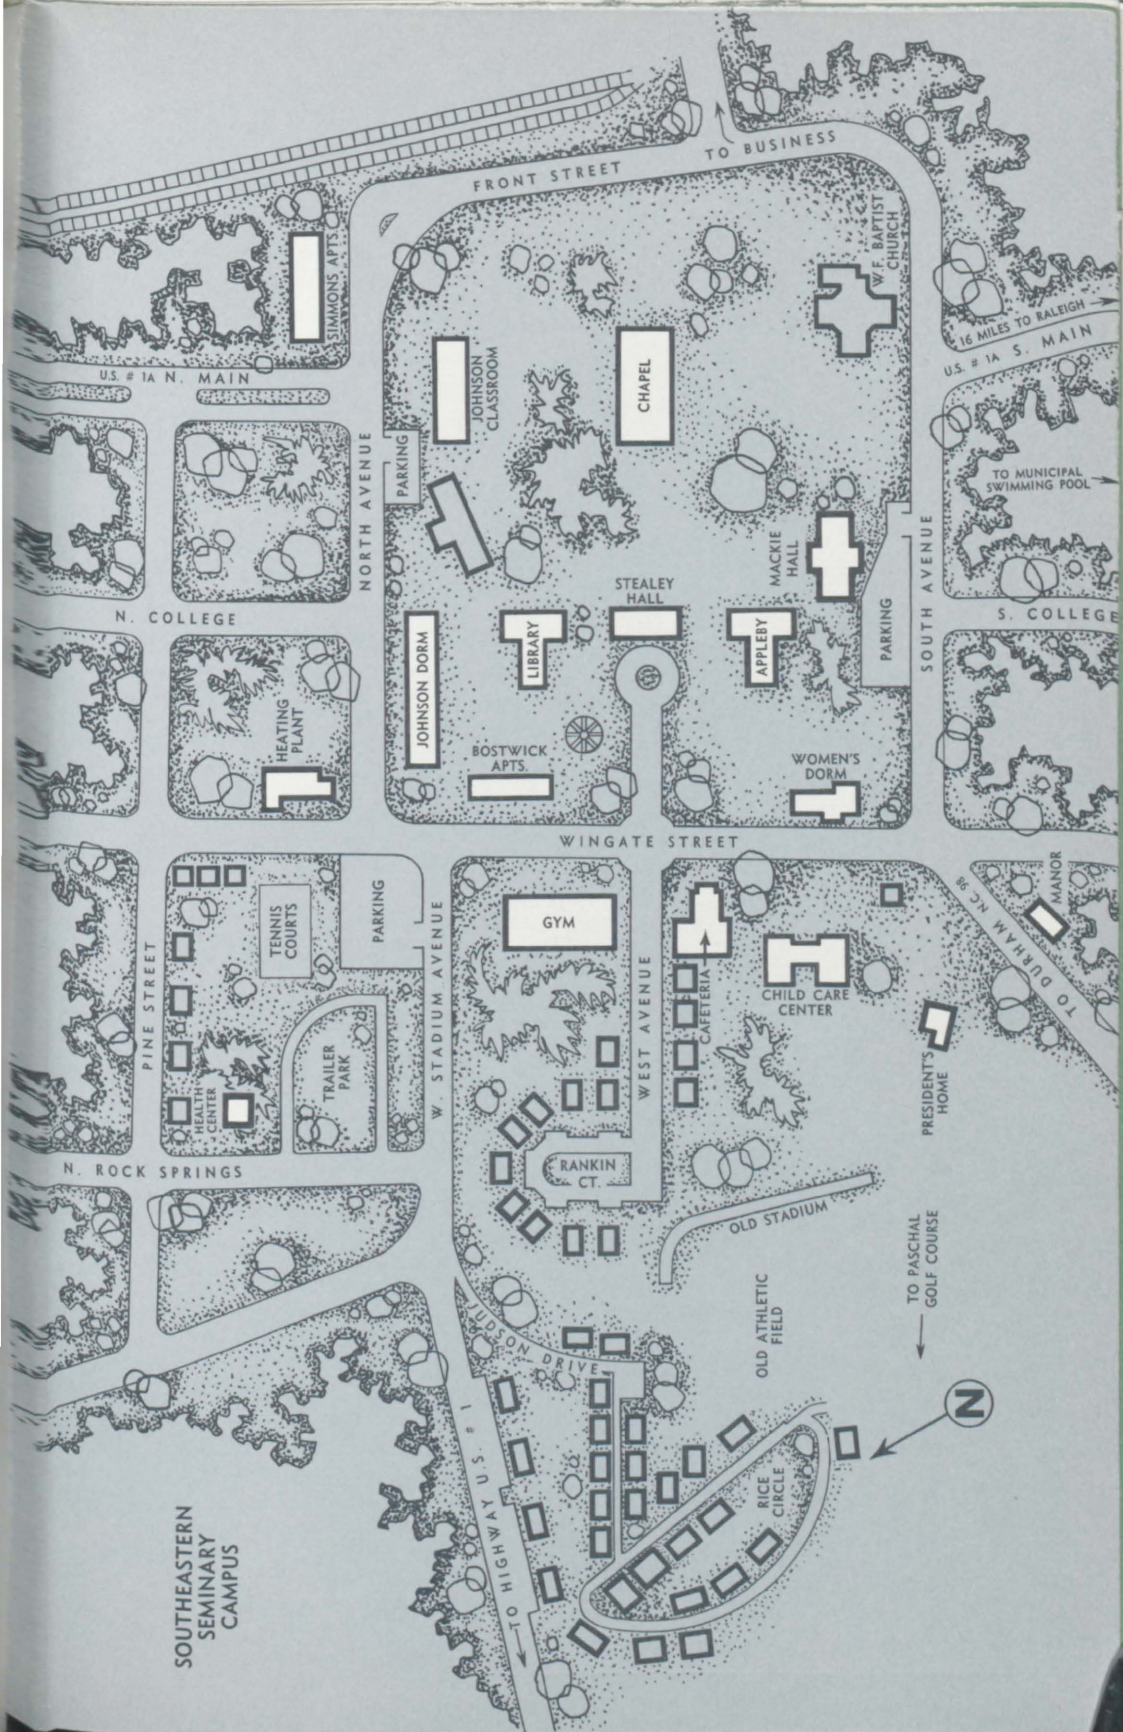 SOUTHEASTERN
SEMINARY
CAMPUS
SIMMONS APTS.
U.S. # 1A N. MAIN
FRONT STREET
TO BUSINESS
W.F. BAPTIST
CHURCH
16 MILES TO RALEIGH
U.S. # 1A S. MAIN
TO MUNICIPAL
SWIMMING POOL
JOHNSON
CLASSROOM
CHAPEL
PARKING
NORTH AVENUE
N. COLLEGE
STEALEY
HALL
MACKIE
HALL
PARKING
SOUTH AVENUE
S. COLLEGE
JOHNSON DORM
LIBRARY
APPLEBY
HEATING
PLANT
BOSTWICK
APTS.
WOMEN'S
DORM
WINGATE STREET
PINE STREET
TENNIS
COURTS
PARKING
W. STADIUM AVENUE
GYM
WEST AVENUE
CAFETERIA
CHILD CARE
CENTER
MANOR
TO DURHAM NC 98
PRESIDENT'S
HOME
HEALTH
CENTER
TRAILER
PARK
N. ROCK SPRINGS
RANKIN
CT.
OLD STADIUM
TO PASCHAL
GOLF COURSE
OLD ATHLETIC
FIELD
JUDSON DRIVE
RICE
CIRCLE
TO HIGHWAY US # 1
N